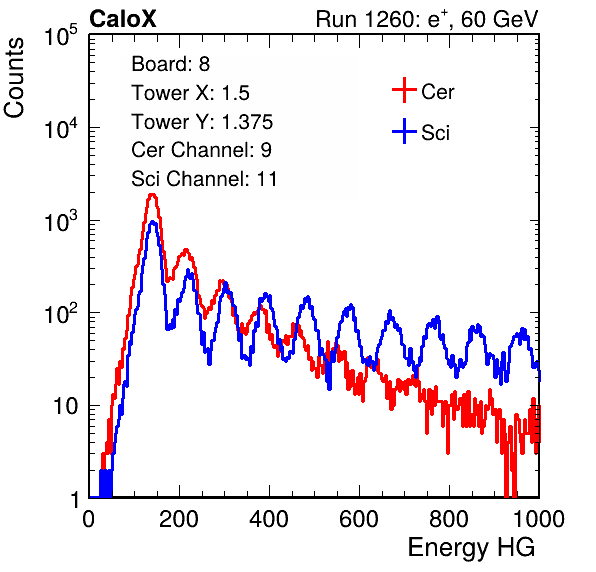 CaloX Run 1260: e⁺, 60 GeV
Counts
10⁵
10⁴
10³
10²
10
1
Board: 8
Tower X: 1.5
Tower Y: 1.375
Cer Channel: 9
Sci Channel: 11
Cer
Sci
0 200 400 600 800 1000
Energy HG